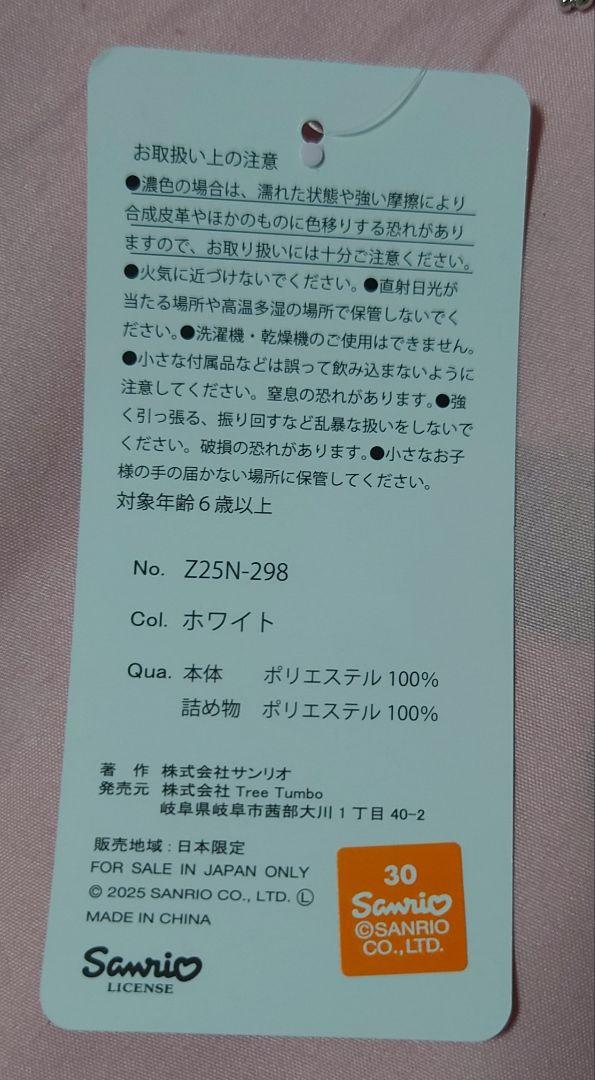 お取扱い上の注意
●濃色の場合は、濡れた状態や強い摩擦により
合成皮革やほかのものに色移りする恐れがあり
ますので、お取り扱いには十分ご注意ください。
●火気に近づけないでください。●直射日光が
当たる場所や高温多湿の場所で保管しないでく
ださい。●洗濯機・乾燥機のご使用はできません。
●小さな付属品などは誤って飲み込まないように
注意してください。窒息の恐れがあります。●強
く引っ張る、振り回すなど乱暴な扱いをしないで
ください。破損の恐れがあります。●小さなお子
様の手の届かない場所に保管してください。
対象年齢6歳以上
No. Z25N-298
Col. ホワイト
Qua. 本体 ポリエステル 100%
詰め物 ポリエステル 100%
著 作 株式会社サンリオ
発売元 株式会社 Tree Tumbo
岐阜県岐阜市茜部大川1丁目40-2
販売地域:日本限定
FOR SALE IN JAPAN ONLY
© 2025 SANRIO CO., LTD. Ⓛ
MADE IN CHINA
Sanrio
LICENSE
30
Sanrio
©SANRIO
CO.,LTD.